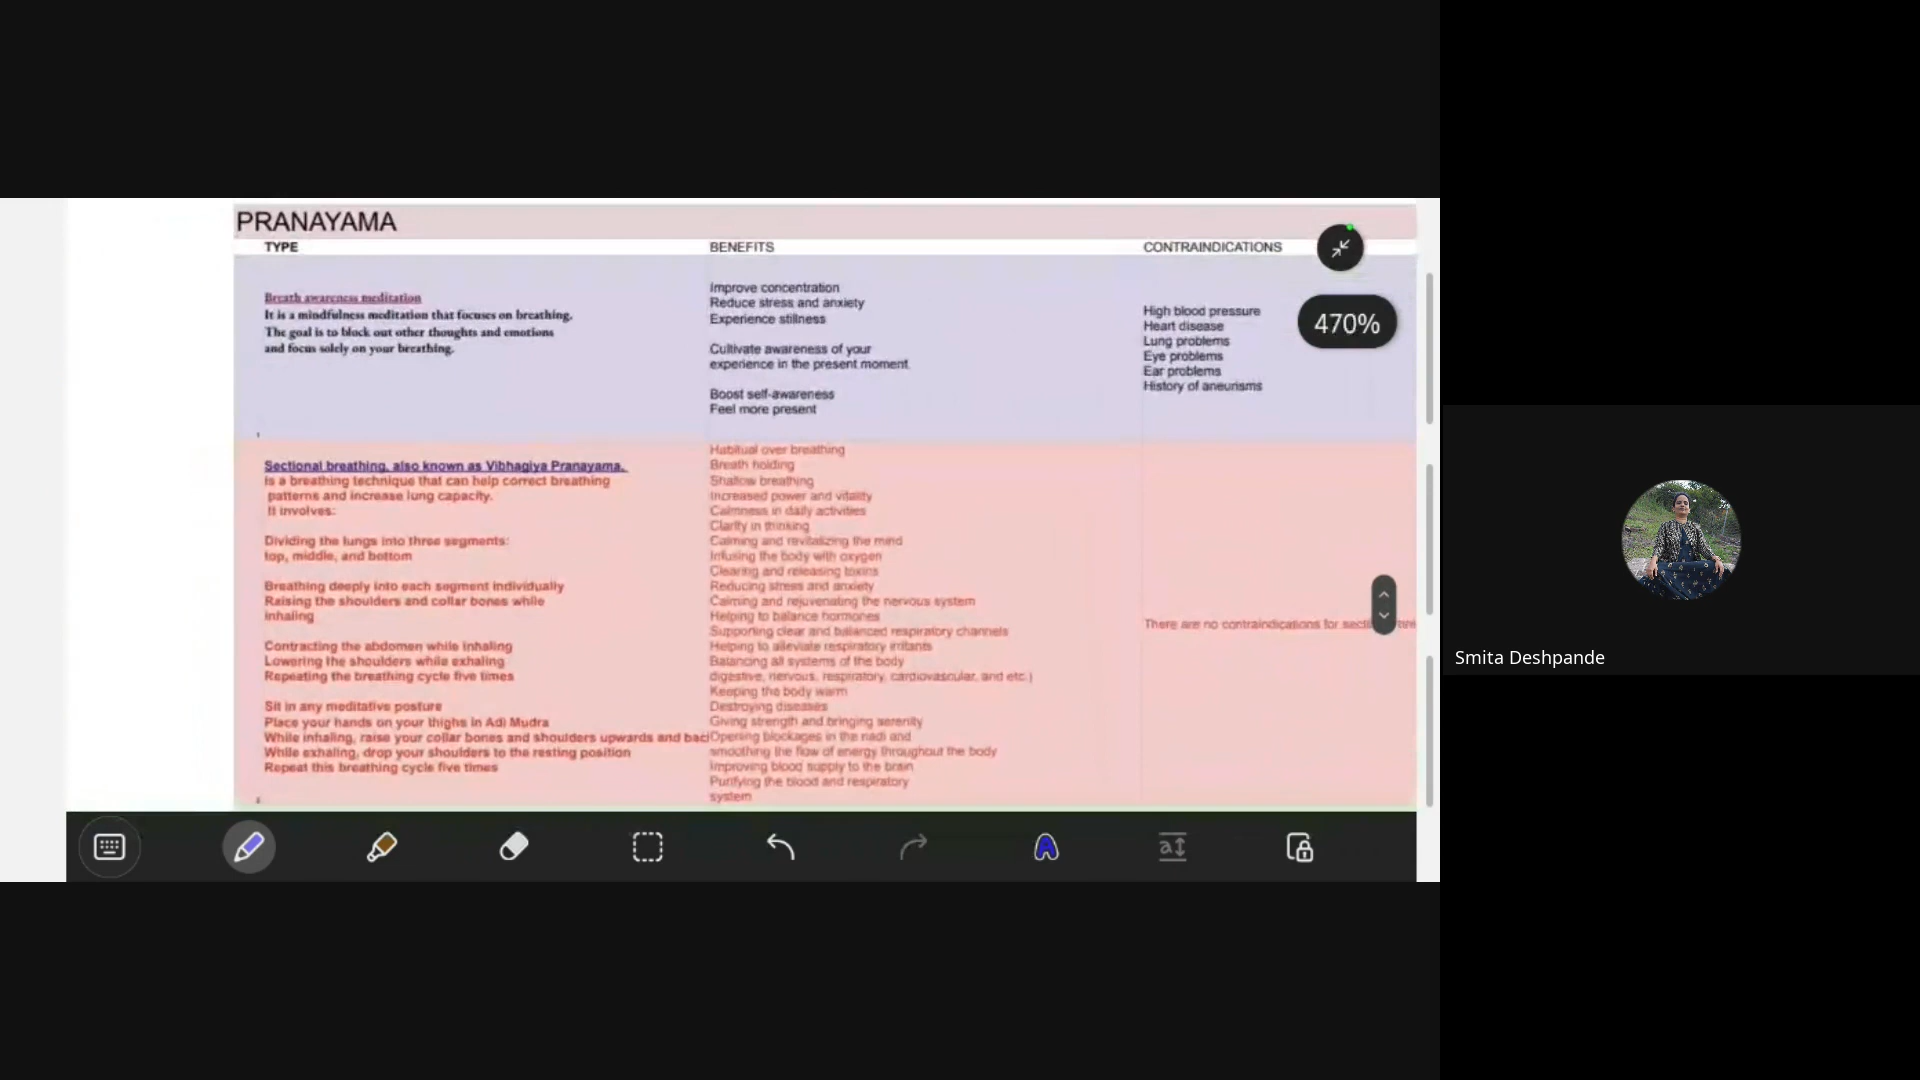 PRANAYAMA
TYPE
BENEFITS
CONTRAINDICATIONS
Breath awareness meditation
It is a mindfulness meditation that focuses on breathing.
The goal is to block out other thoughts and emotions
and focus solely on your breathing.
1
Improve concentration
Reduce stress and anxiety
Experience stillness
Cultivate awareness of your
experience in the present moment
Boost self-awareness
Feel more present
High blood pressure
Heart disease
Lung problems
Eye problems
Ear problems
History of aneurisms
470%
Sectional breathing, also known as Vibhagiya Pranayama,
is a breathing technique that can help correct breathing
patterns and increase lung capacity.
It involves:
Dividing the lungs into three segments:
top, middle, and bottom
Breathing deeply into each segment individually
Raising the shoulders and collar bones while
inhaling
Contracting the abdomen while inhaling
Lowering the shoulders while exhaling
Repeating the breathing cycle five times
Sit in any meditative posture
Place your hands on your thighs in Adi Mudra
While inhaling, raise your collar bones and shoulders upwards and bac
While exhaling, drop your shoulders to the resting position
Repeat this breathing cycle five times
2
Habitual over breathing
Breath holding
Shallow breathing
Increased power and vitality
Calmness in daily activities
Clarity in thinking
Calming and revitalizing the mind
Infusing the body with oxygen
Clearing and releasing toxins
Reducing stress and anxiety
Calming and rejuvenating the nervous system
Helping to balance hormones
Supporting clear and balanced respiratory channels
Helping to alleviate respiratory irritants
Balancing all systems of the body
digestive, nervous, respiratory, cardiovascular, and etc.)
Keeping the body warm
Destroying diseases
Giving strength and bringing serenity
Opening blockages in the nadi and
smoothing the flow of energy throughout the body
Improving blood supply to the brain
Purifying the blood and respiratory
system
There are no contraindications for
Smita Deshpande